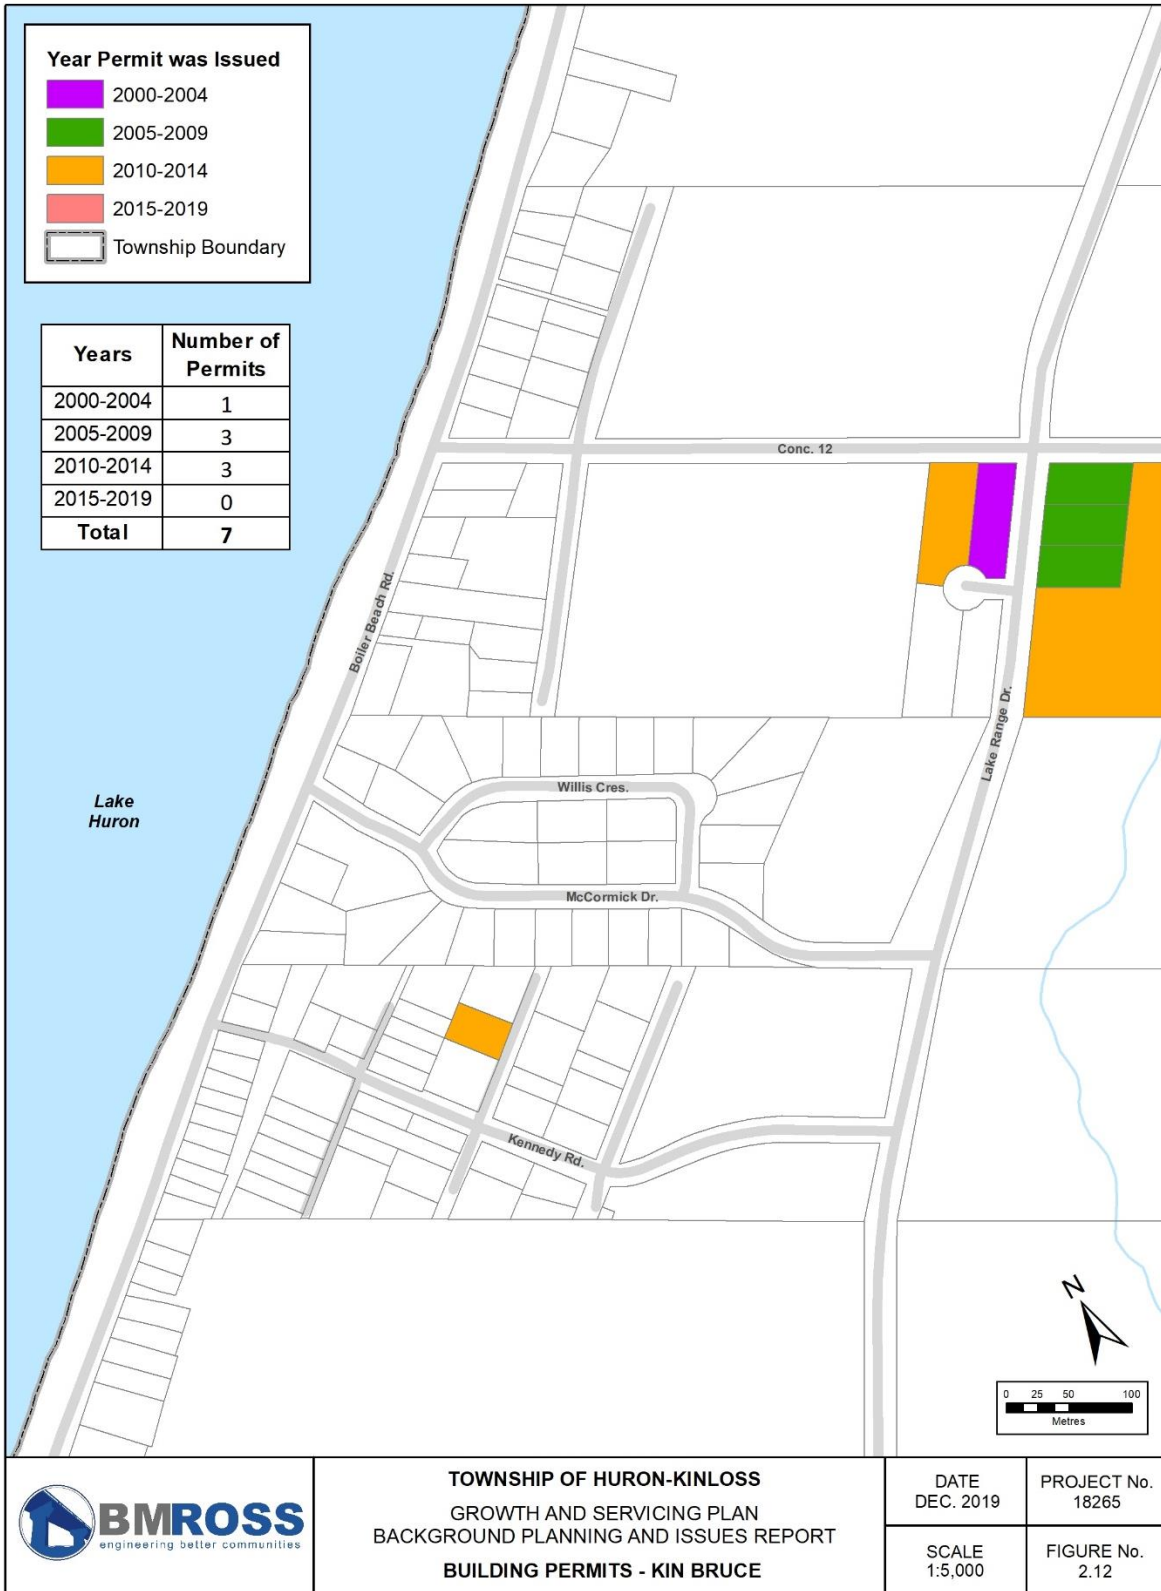 Year Permit was Issued
2000-2004
2005-2009
2010-2014
2015-2019
Township Boundary
Years Number of Permits
2000-2004 1
2005-2009 3
2010-2014 3
2015-2019 0
Total 7
Conc. 12
Boiler Beach Rd.
Lake Range Dr.
Willis Cres.
Lake
Huron
McCormick Dr.
Kennedy Rd.
N
0 25 50 100
Metres
BMROSS
engineering better communities
TOWNSHIP OF HURON-KINLOSS
GROWTH AND SERVICING PLAN
BACKGROUND PLANNING AND ISSUES REPORT
BUILDING PERMITS - KIN BRUCE
DATE
DEC. 2019
PROJECT No.
18265
SCALE
1:5,000
FIGURE No.
2.12